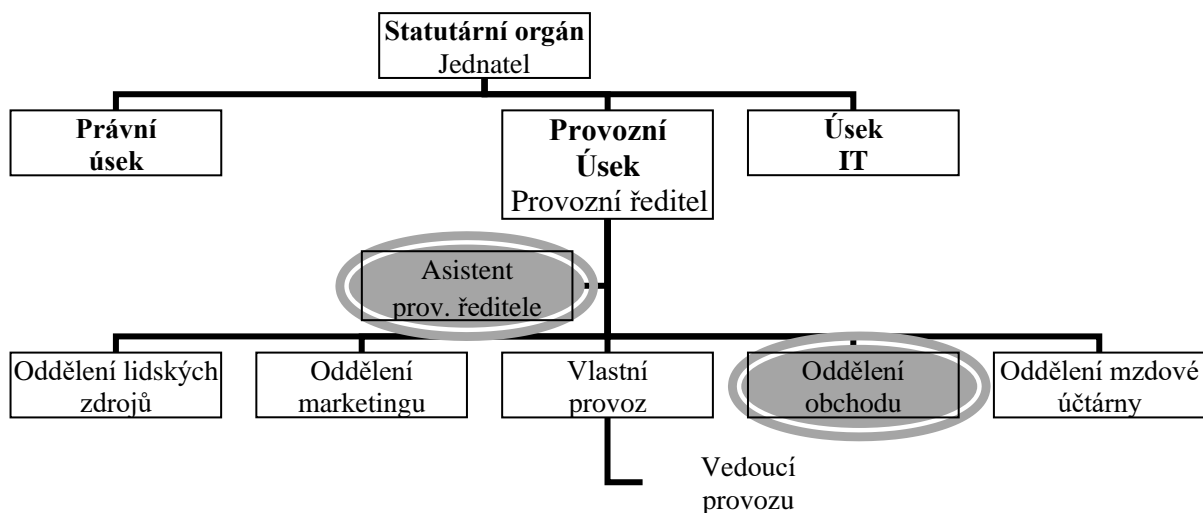 Statutární orgán
Jednatel
Právní
úsek
Provozní
Úsek
Provozní ředitel
Úsek
IT
Asistent
prov. ředitele
Oddělení lidských
zdrojů
Oddělení
marketingu
Vlastní
provoz
Oddělení
obchodu
Oddělení mzdové
účtárny
Vedoucí
provozu